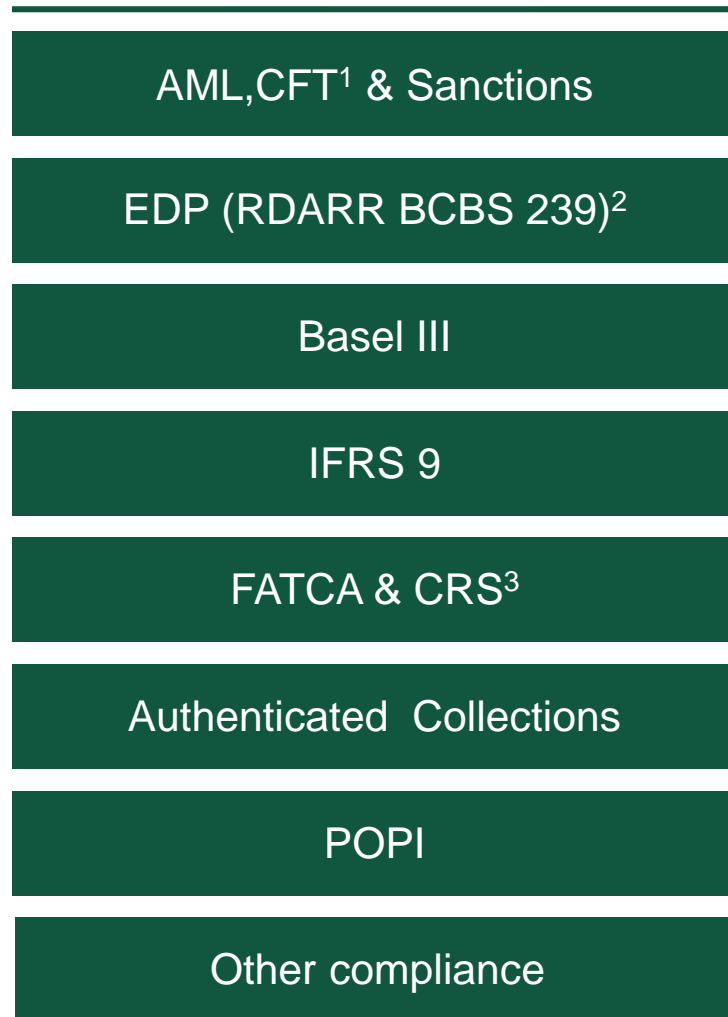 AML,CFT¹ & Sanctions
EDP (RDARR BCBS 239)²
Basel III
IFRS 9
FATCA & CRS³
Authenticated  Collections
POPI
Other compliance